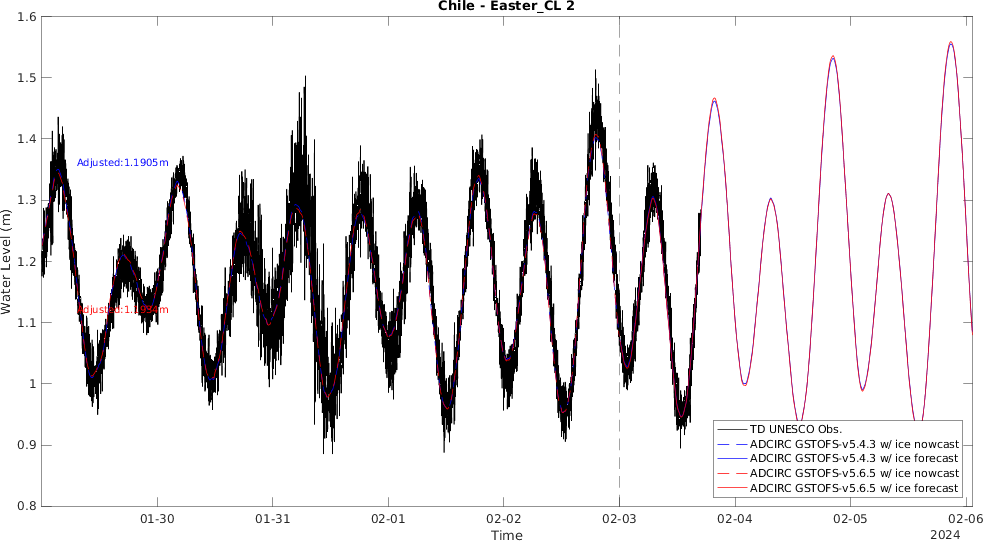 Chile - Easter_CL 2
1.6
1.5
1.4
1.3
1.2
1.1
1
0.9
0.8
Water Level (m)
Adjusted:1.1905m
01-30
01-31
02-01
02-02
02-03
02-04
02-05
02-06
Time
2024
TD UNESCO Obs.
ADCIRC GSTOFS-v5.4.3 w/ ice nowcast
ADCIRC GSTOFS-v5.4.3 w/ ice forecast
ADCIRC GSTOFS-v5.6.5 w/ ice nowcast
ADCIRC GSTOFS-v5.6.5 w/ ice forecast